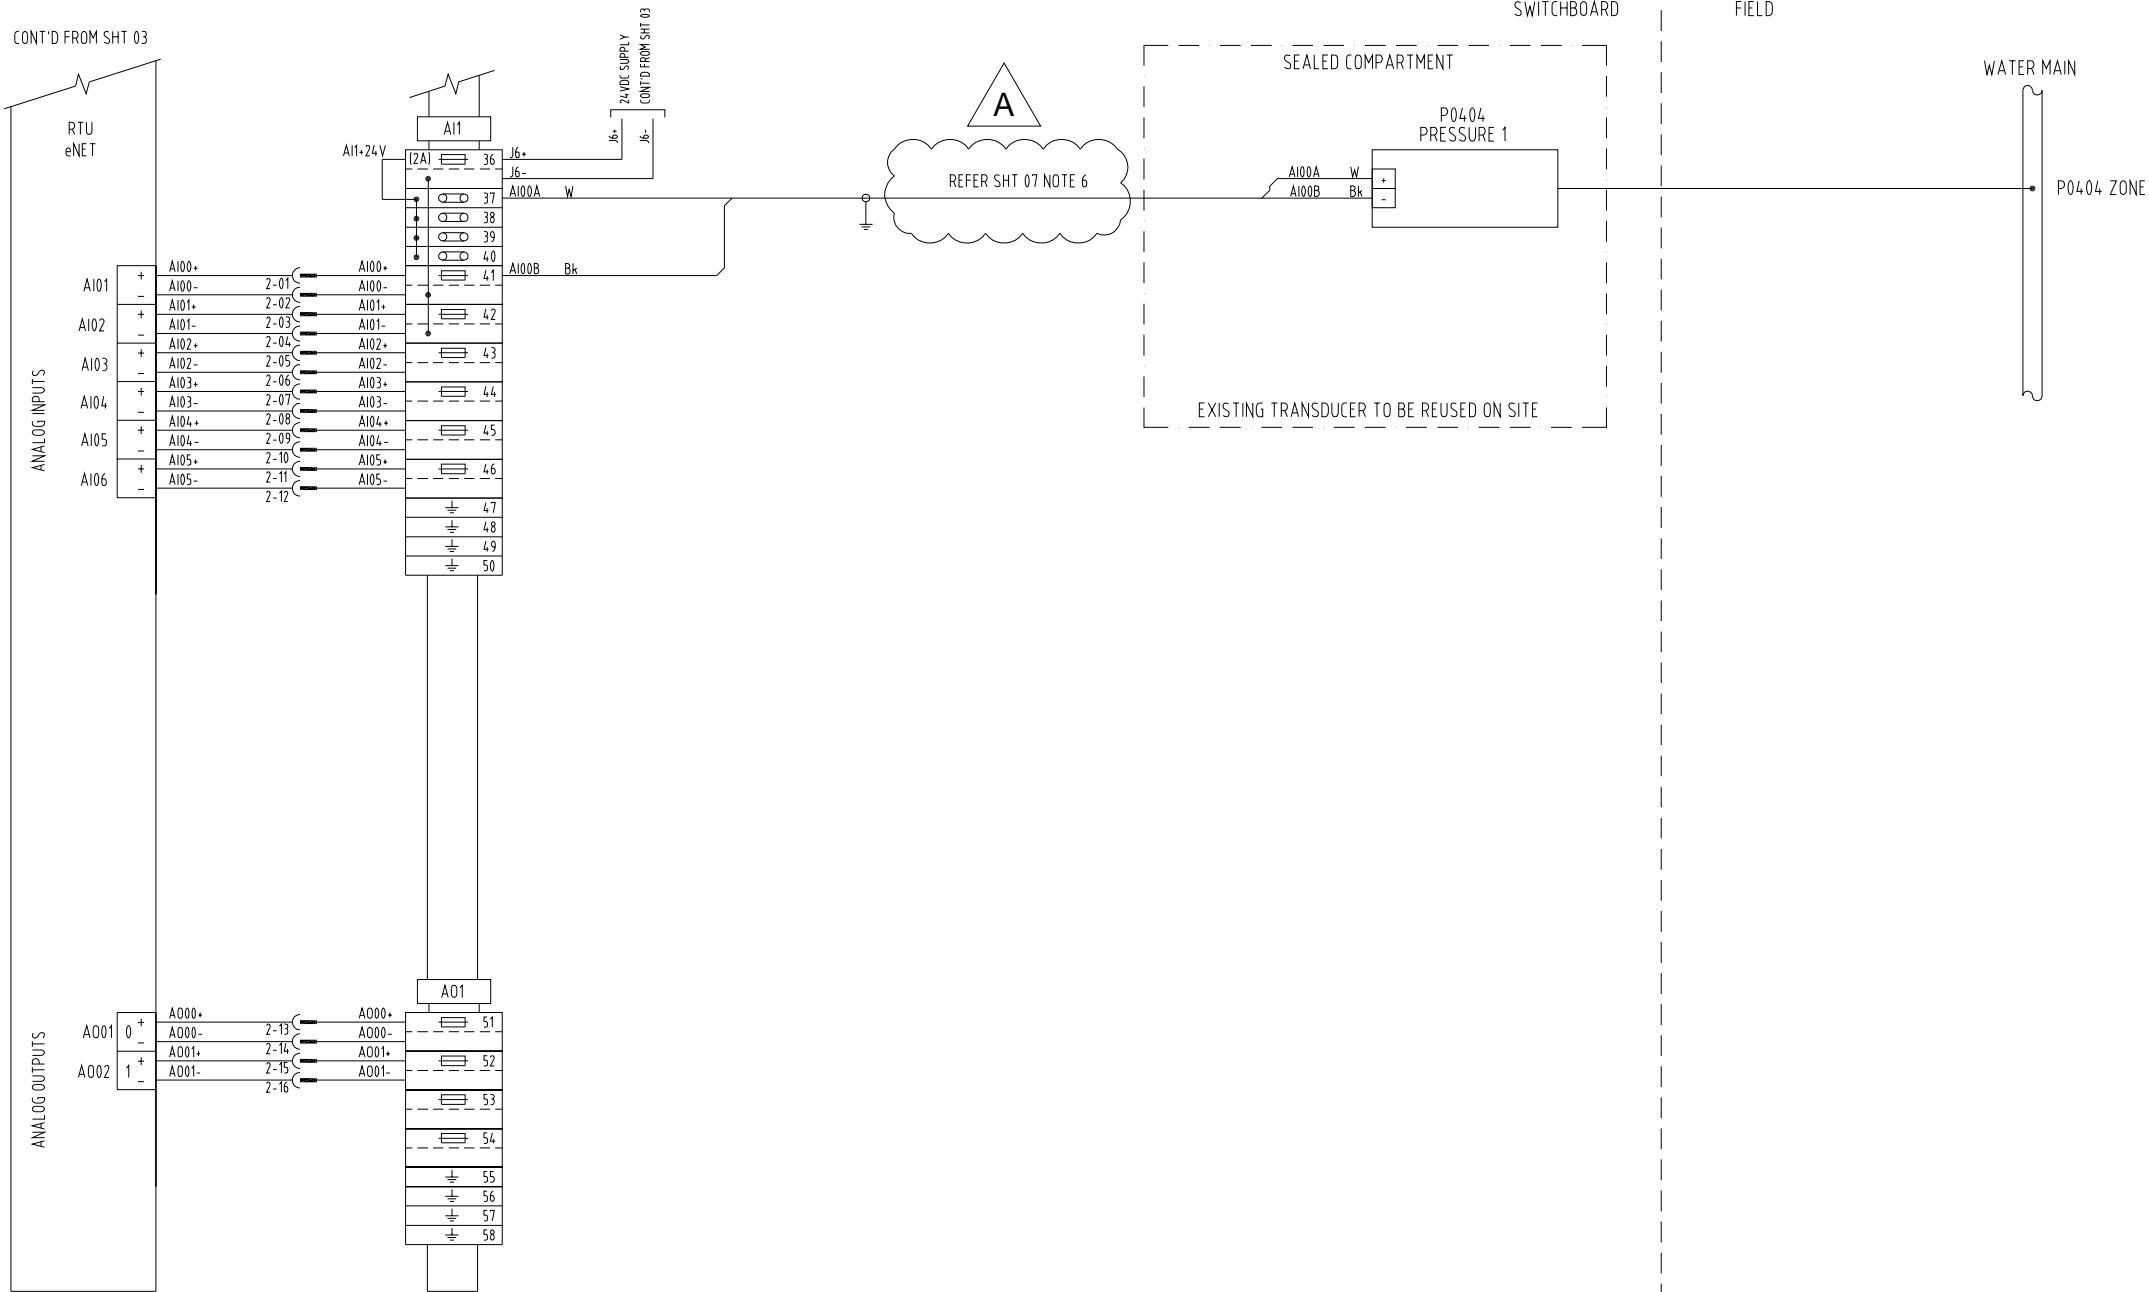 SWITCHBOARD
FIELD
CONT'D FROM SHT 03
RTU
eNET
24VDC SUPPLY
CONT'D FROM SHT 03
J6+
J6-
SEALED COMPARTMENT
WATER MAIN
A
P0404
PRESSURE 1
REFER SHT 07 NOTE 6
AI00A W
AI00B Bk
+
-
P0404 ZONE
EXISTING TRANSDUCER TO BE REUSED ON SITE
AI1
AI1+24V
(2A) 36 J6+
J6-
37 AI00A W
38
39
40
ANALOG INPUTS
AI01 + AI00+ 2-01 AI00+ 41 AI00B Bk
- AI00- 2-02 AI00-
AI02 + AI01+ 2-03 AI01+ 42
- AI01- 2-04 AI01-
AI03 + AI02+ 2-05 AI02+ 43
- AI02- 2-06 AI02-
AI04 + AI03+ 2-07 AI03+ 44
- AI03- 2-08 AI03-
AI05 + AI04+ 2-09 AI04+ 45
- AI04- 2-10 AI04-
AI06 + AI05+ 2-11 AI05+ 46
- AI05- 2-12 AI05-
47
48
49
50
AO1
ANALOG OUTPUTS
AO01 0 + AO00+ 2-13 AO00+ 51
- AO00- 2-14 AO00-
AO02 1 + AO01+ 2-15 AO01+ 52
- AO01- 2-16 AO01-
53
54
55
56
57
58